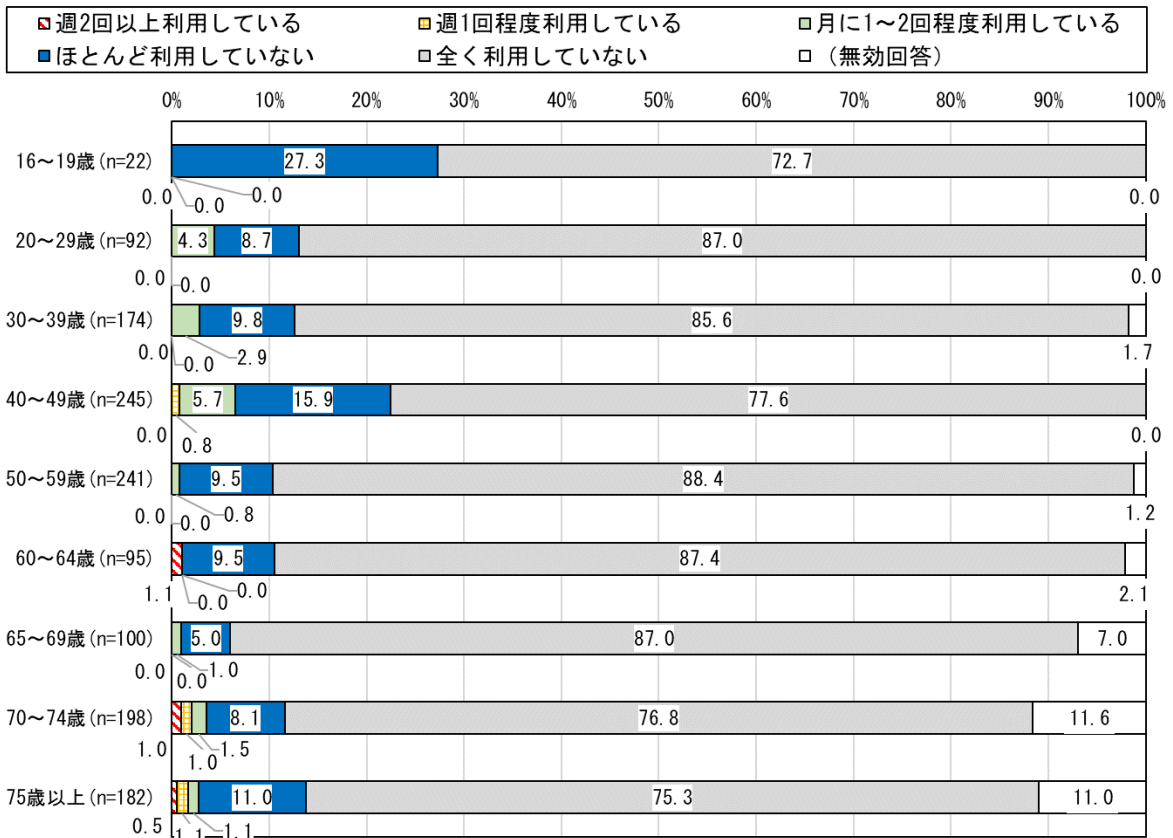 週2回以上利用している 週1回程度利用している 月に1～2回程度利用している
ほとんど利用していない 全く利用していない （無効回答）
0% 10% 20% 30% 40% 50% 60% 70% 80% 90% 100%
16～19歳(n=22) 27.3 72.7
0.0 0.0 0.0 0.0
20～29歳(n=92) 4.3 8.7 87.0
0.0 0.0 0.0
30～39歳(n=174) 9.8 85.6
0.0 0.0 2.9 1.7
40～49歳(n=245) 5.7 15.9 77.6
0.0 0.8 0.0
50～59歳(n=241) 9.5 88.4
0.0 0.0 0.8 1.2
60～64歳(n=95) 9.5 87.4
1.1 0.0 0.0 2.1
65～69歳(n=100) 5.0 87.0 7.0
0.0 0.0 1.0
70～74歳(n=198) 8.1 76.8 11.6
1.0 1.0 1.5
75歳以上(n=182) 11.0 75.3 11.0
0.5 1.1 1.1